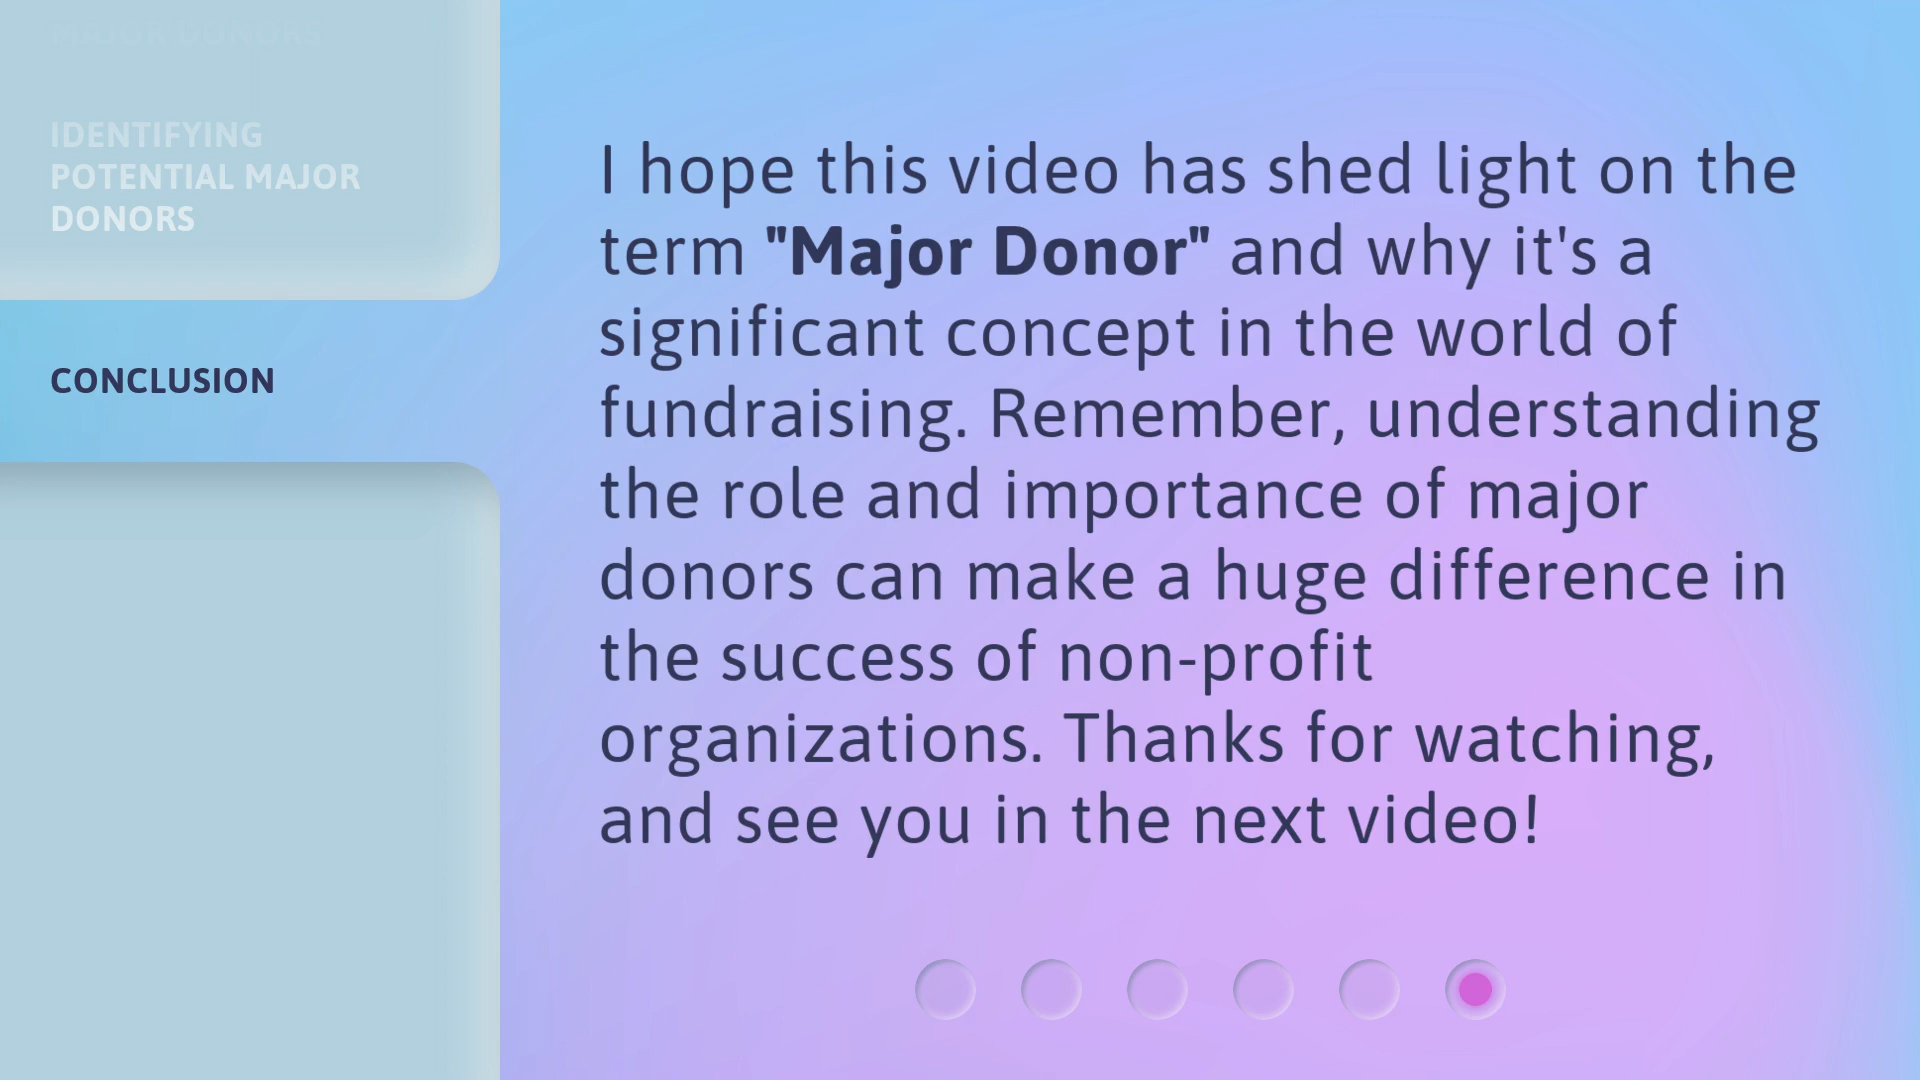 MAJOR DONORS
IDENTIFYING
POTENTIAL MAJOR
DONORS
CONCLUSION
I hope this video has shed light on the
term "Major Donor" and why it's a
significant concept in the world of
fundraising. Remember, understanding
the role and importance of major
donors can make a huge difference in
the success of non-profit
organizations. Thanks for watching,
and see you in the next video!